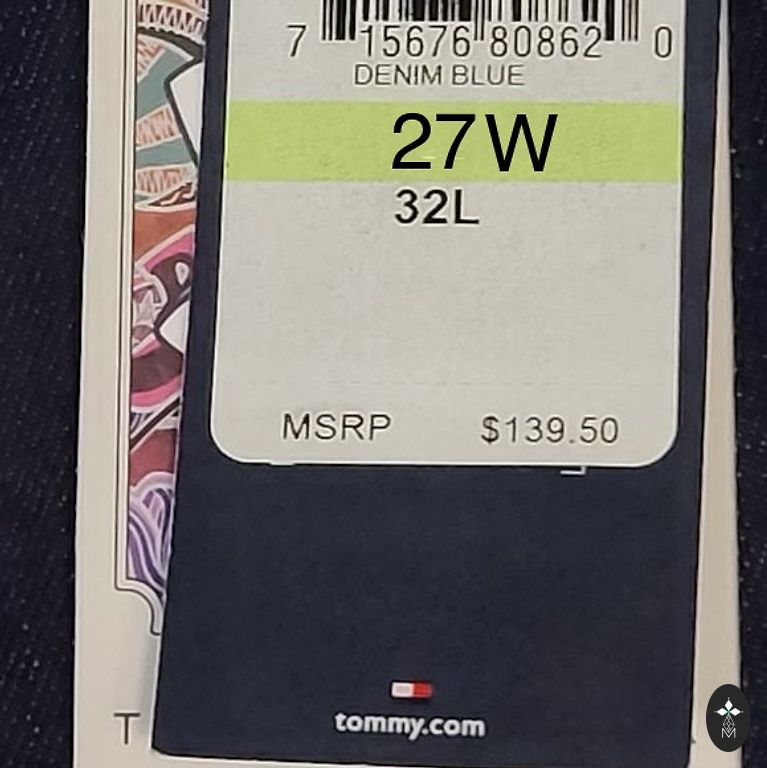 7 15676 80862 0
DENIM BLUE
27W
32L
MSRP $139.50
tommy.com
T
M